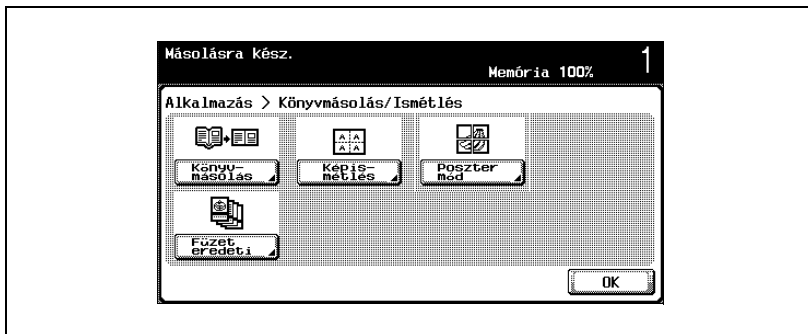 Másolásra kész.
Memória 100%
1
Alkalmazás > Könyvmásolás/Ismétlés
Könyv-
másolás
Képis-
métlés
Poszter
mód
Füzet
eredeti
OK